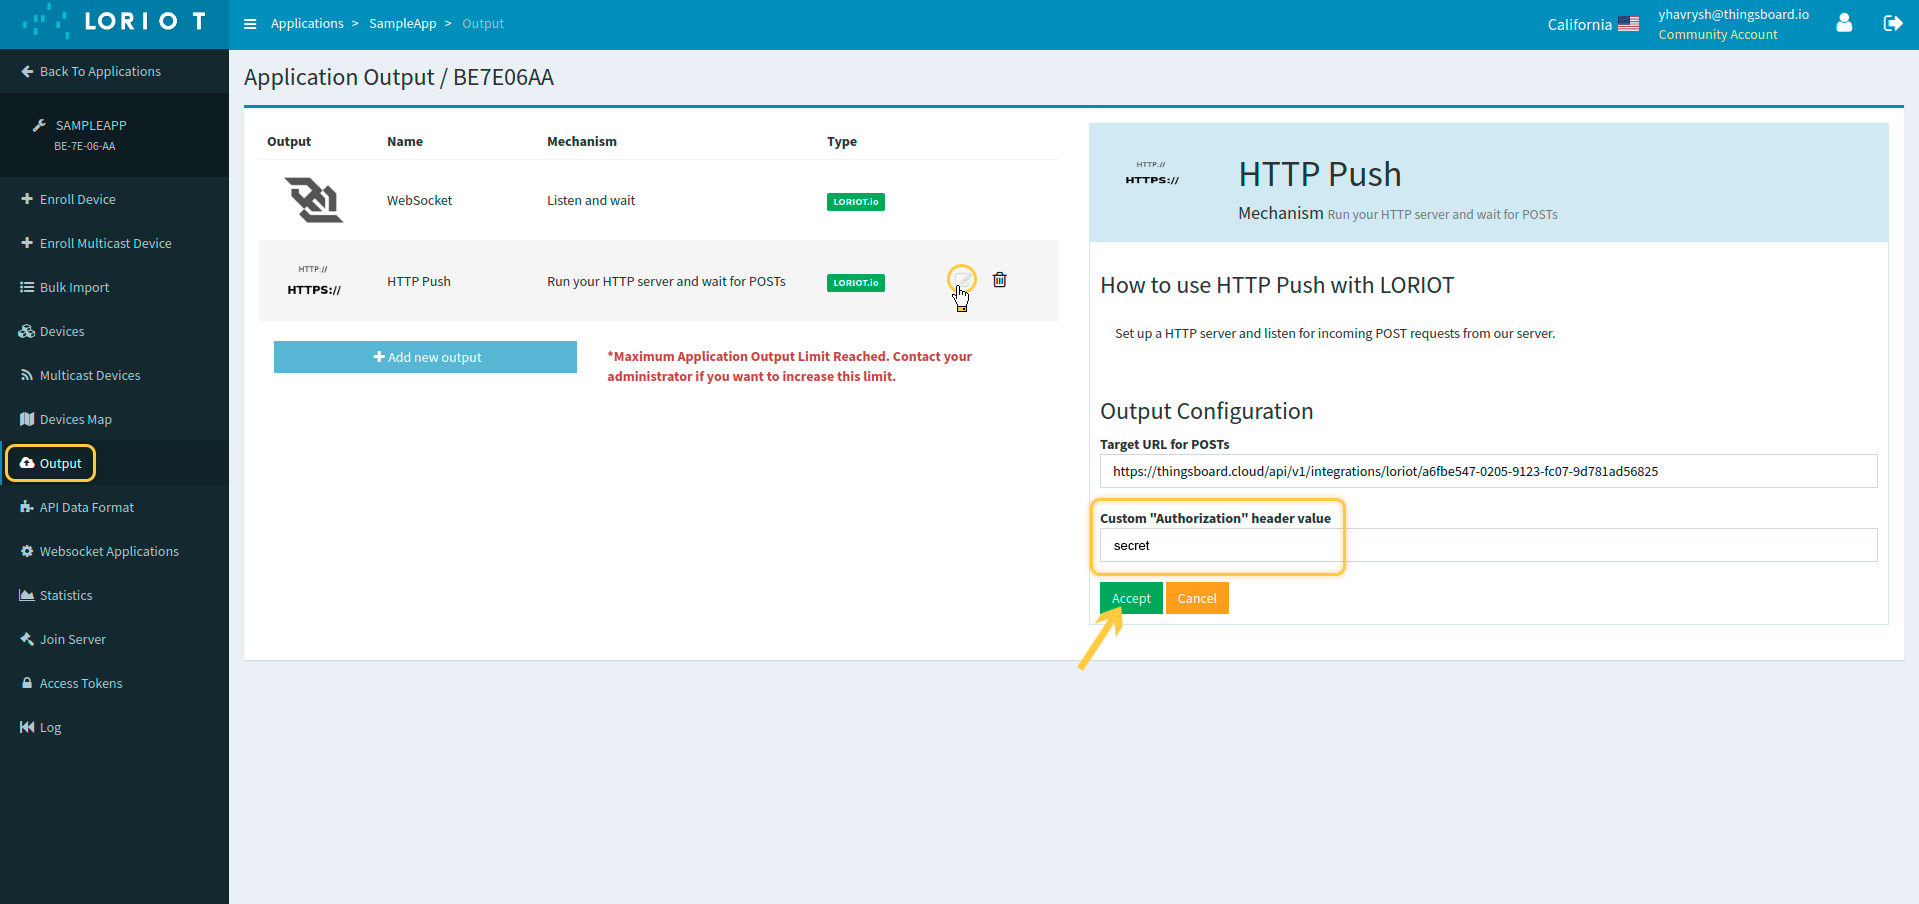 LORIOT
Applications > SampleApp > Output
California
yhavrysh@thingsboard.io
Community Account
Back To Applications
SAMPLEAPP
BE-7E-06-AA
Enroll Device
Enroll Multicast Device
Bulk Import
Devices
Multicast Devices
Devices Map
Output
API Data Format
Websocket Applications
Statistics
Join Server
Access Tokens
Log
Application Output / BE7E06AA
Output Name Mechanism Type
WebSocket Listen and wait LORIOT.io
HTTP://
HTTPS://
HTTP Push Run your HTTP server and wait for POSTs LORIOT.io
Add new output
*Maximum Application Output Limit Reached. Contact your
administrator if you want to increase this limit.
HTTP://
HTTPS://
HTTP Push
Mechanism Run your HTTP server and wait for POSTs
How to use HTTP Push with LORIOT
Set up a HTTP server and listen for incoming POST requests from our server.
Output Configuration
Target URL for POSTs
https://thingsboard.cloud/api/v1/integrations/loriot/a6fbe547-0205-9123-fc07-9d781ad56825
Custom "Authorization" header value
secret
Accept Cancel